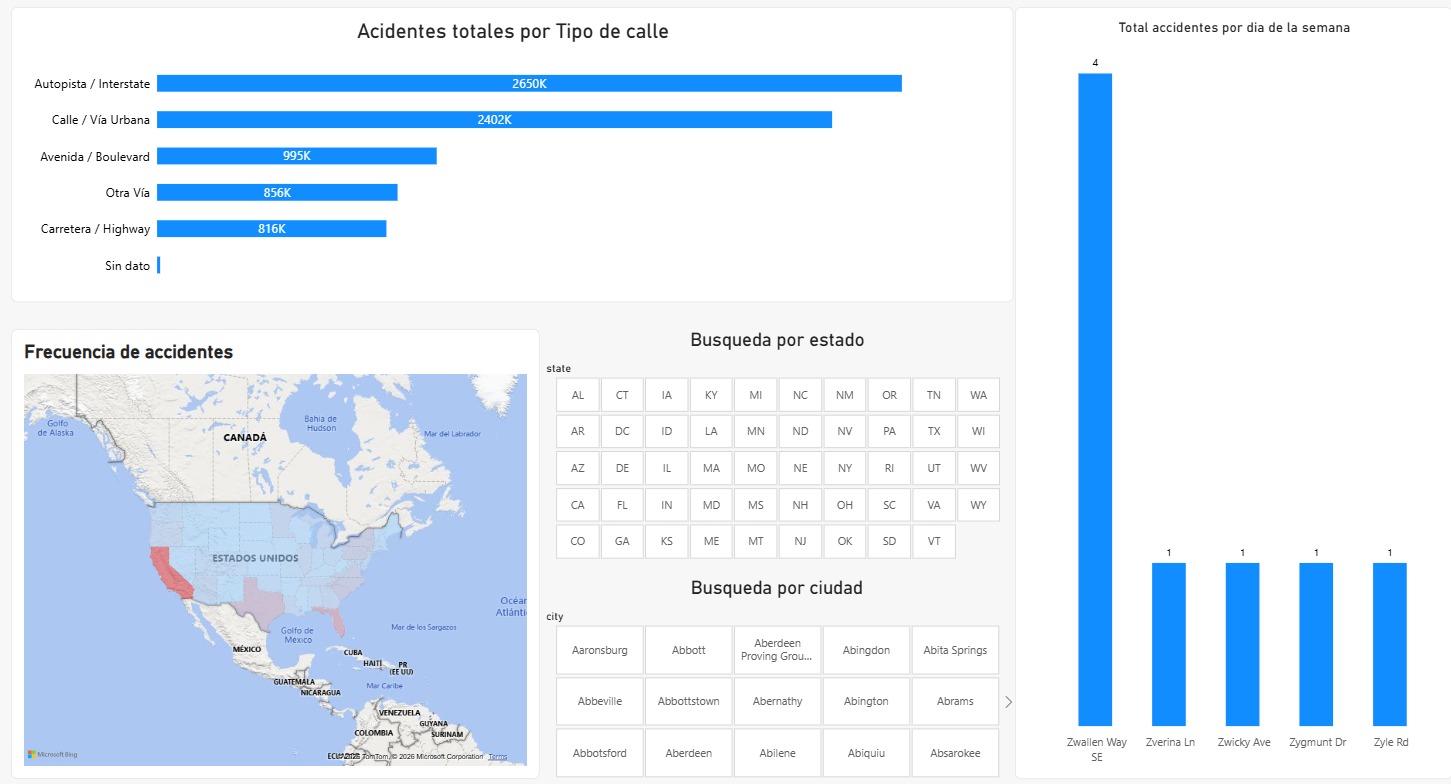 Acidentes totales por Tipo de calle
Autopista / Interstate
2650K
Calle / Vía Urbana
2402K
Avenida / Boulevard
995K
Otra Vía
856K
Carretera / Highway
816K
Sin dato
Total accidentes por dia de la semana
4
1
1
1
1
Zwallen Way
SE
Zverina Ln
Zwicky Ave
Zygmunt Dr
Zyle Rd
Frecuencia de accidentes
Golfo
de Alaska
Bahia de
Hudson
CANADÁ
Mar del Labrador
ESTADOS UNIDOS
Océan
Atlánti
Golfo de
México
Mar de los Sargazos
MÉXICO
CUBA
HAITÍ
PR
(EE UU)
GUATEMALA
Mar Caribe
NICARAGUA
VENEZUELA
GUYANA
COLOMBIA
SURINAM
Microsoft Bing
TomTom, © 2026 Microsoft Corporation
Terms
Busqueda por estado
state
AL CT IA KY MI NC NM OR TN WA
AR DC ID LA MN ND NV PA TX WI
AZ DE IL MA MO NE NY RI UT WV
CA FL IN MD MS NH OH SC VA WY
CO GA KS ME MT NJ OK SD VT
Busqueda por ciudad
city
Aaronsburg
Abbott
Aberdeen
Proving Grou...
Abingdon
Abita Springs
Abbeville
Abbottstown
Abernathy
Abington
Abrams
Abbotsford
Aberdeen
Abilene
Abiquiu
Absarokee